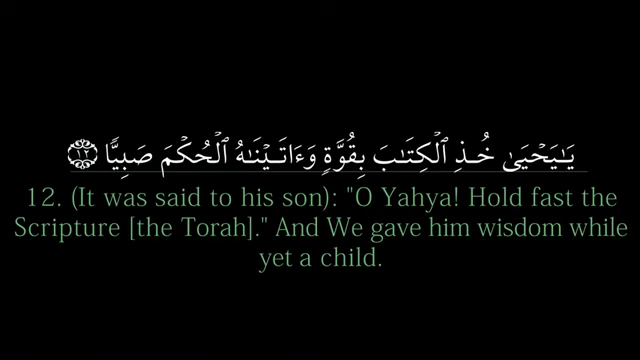 يَـٰيَحْيَىٰ خُذِ ٱلْكِتَـٰبَ بِقُوَّةٍۢ وَءَاتَيْنَـٰهُ ٱلْحُكْمَ صَبِيًّۭا ١٢
12. (It was said to his son): "O Yahya! Hold fast the
Scripture [the Torah]." And We gave him wisdom while
yet a child.